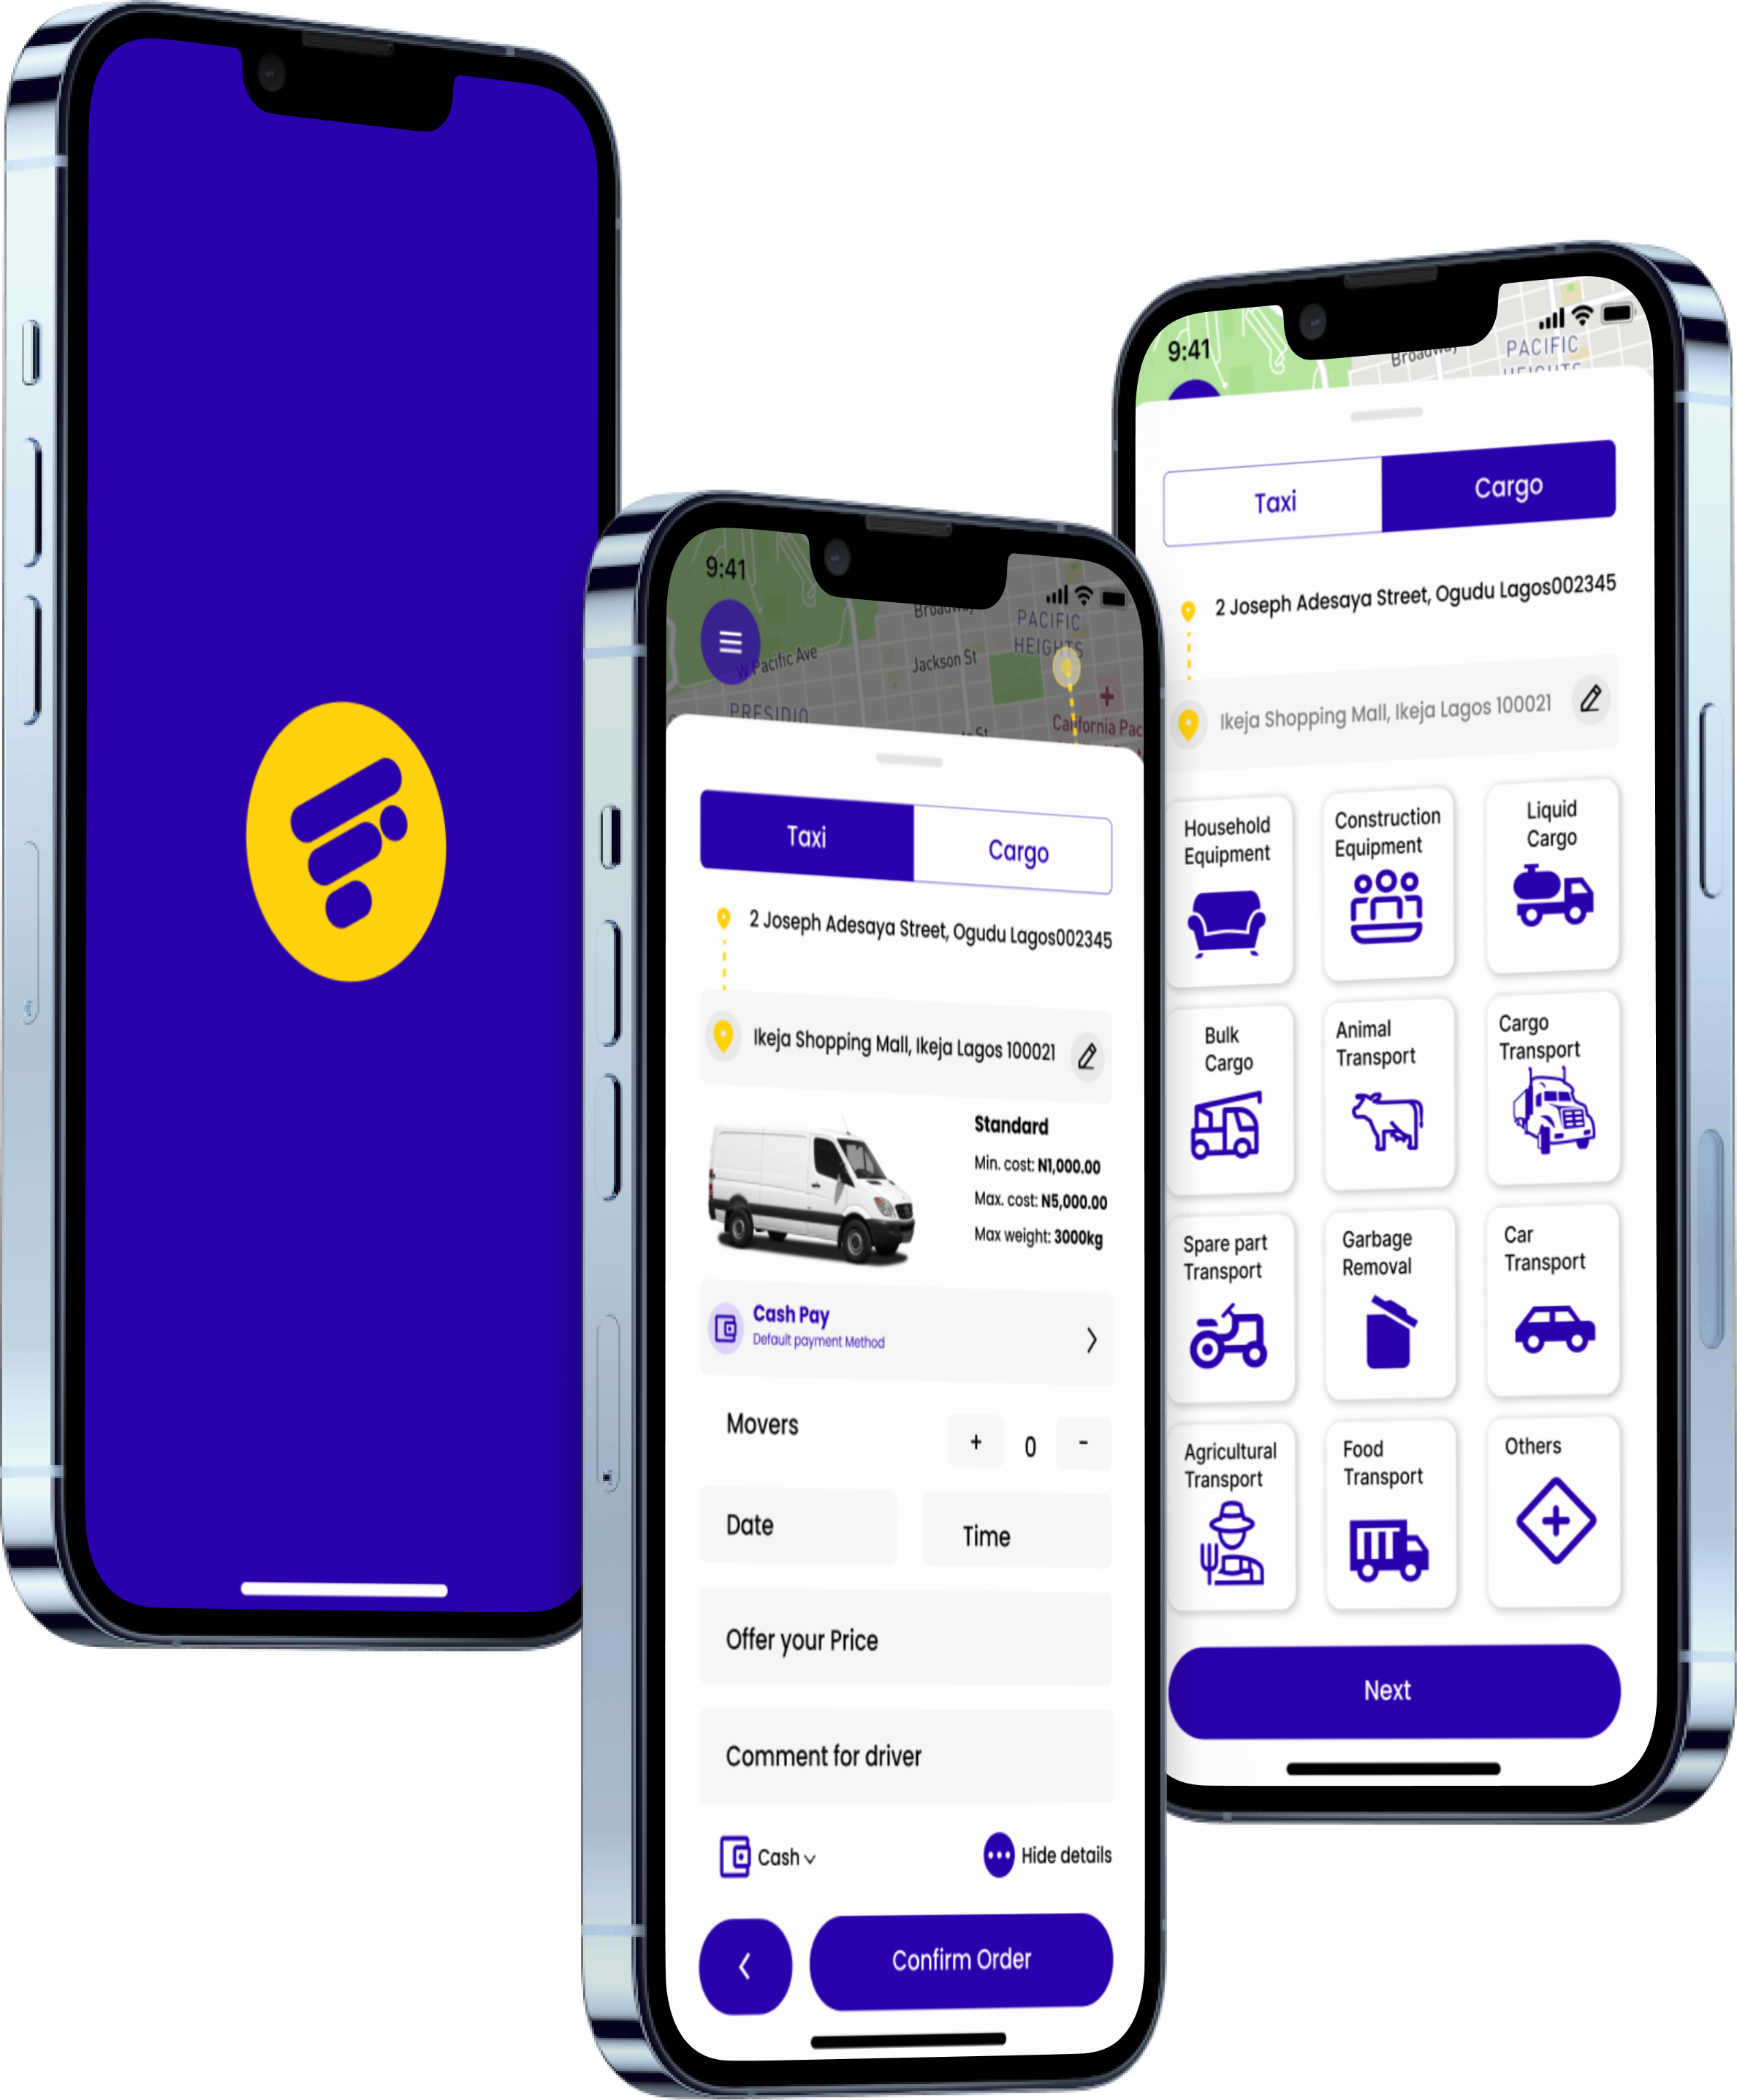 9:41
Broadway
PACIFIC
HEIGHTS
W Pacific Ave
Jackson St
PRESIDIO
St
California Pac
Taxi
Cargo
2 Joseph Adesaya Street, Ogudu Lagos002345
Ikeja Shopping Mall, Ikeja Lagos 100021
Standard
Min. cost: N1,000.00
Max. cost: N5,000.00
Max weight: 3000kg
Cash Pay
Default payment Method
Movers
+ 0 -
Date
Time
Offer your Price
Comment for driver
Cash
Hide details
Confirm Order
9:41
Broadway
PACIFIC
HEIGHTS
Taxi
Cargo
2 Joseph Adesaya Street, Ogudu Lagos002345
Ikeja Shopping Mall, Ikeja Lagos 100021
Household
Equipment
Construction
Equipment
Liquid
Cargo
Bulk
Cargo
Animal
Transport
Cargo
Transport
Spare part
Transport
Garbage
Removal
Car
Transport
Agricultural
Transport
Food
Transport
Others
Next